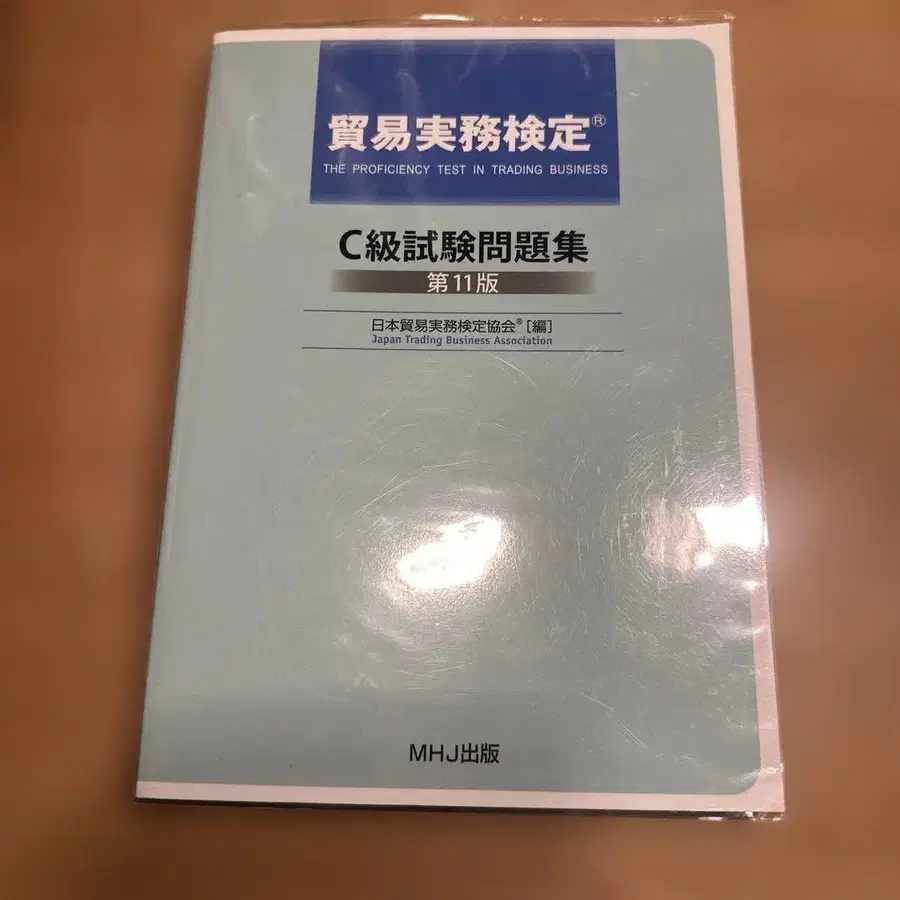 貿易実務検定®
THE PROFICIENCY TEST IN TRADING BUSINESS
C級試験問題集
第11版
日本貿易実務検定協会®［編］
Japan Trading Business Association
MHJ出版